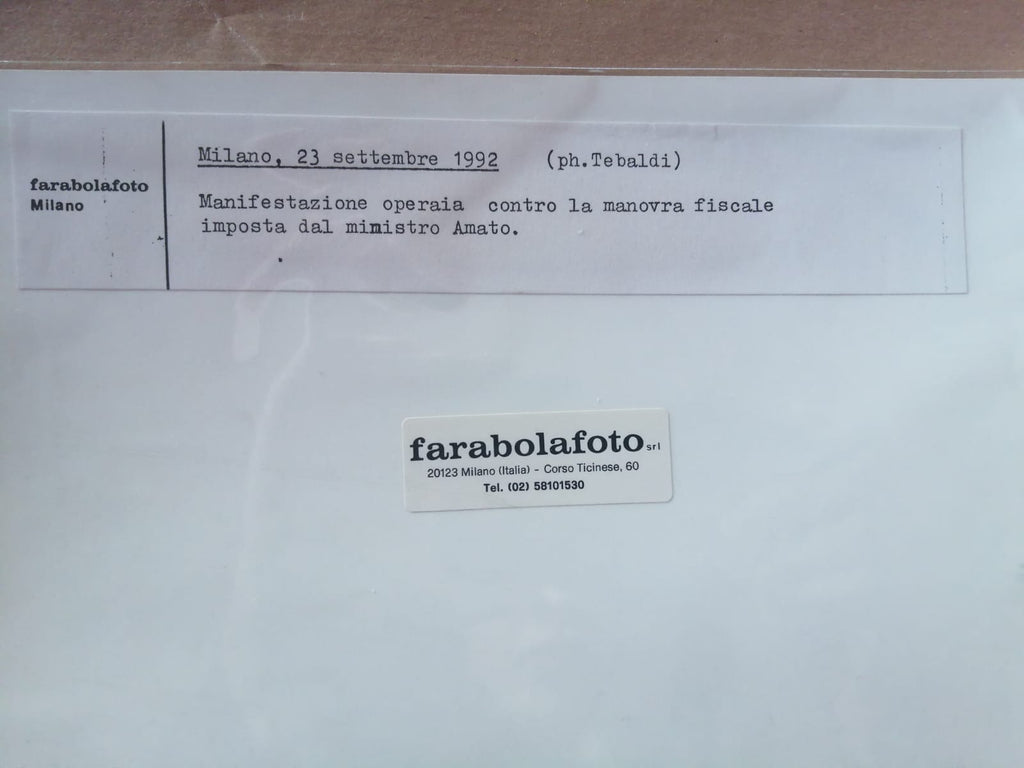 farabolafoto
Milano
Milano, 23 settembre 1992 (ph.Tebaldi)
Manifestazione operaia contro la manovra fiscale
imposta dal ministro Amato.
farabolafoto srl
20123 Milano (Italia) - Corso Ticinese, 60
Tel. (02) 58101530